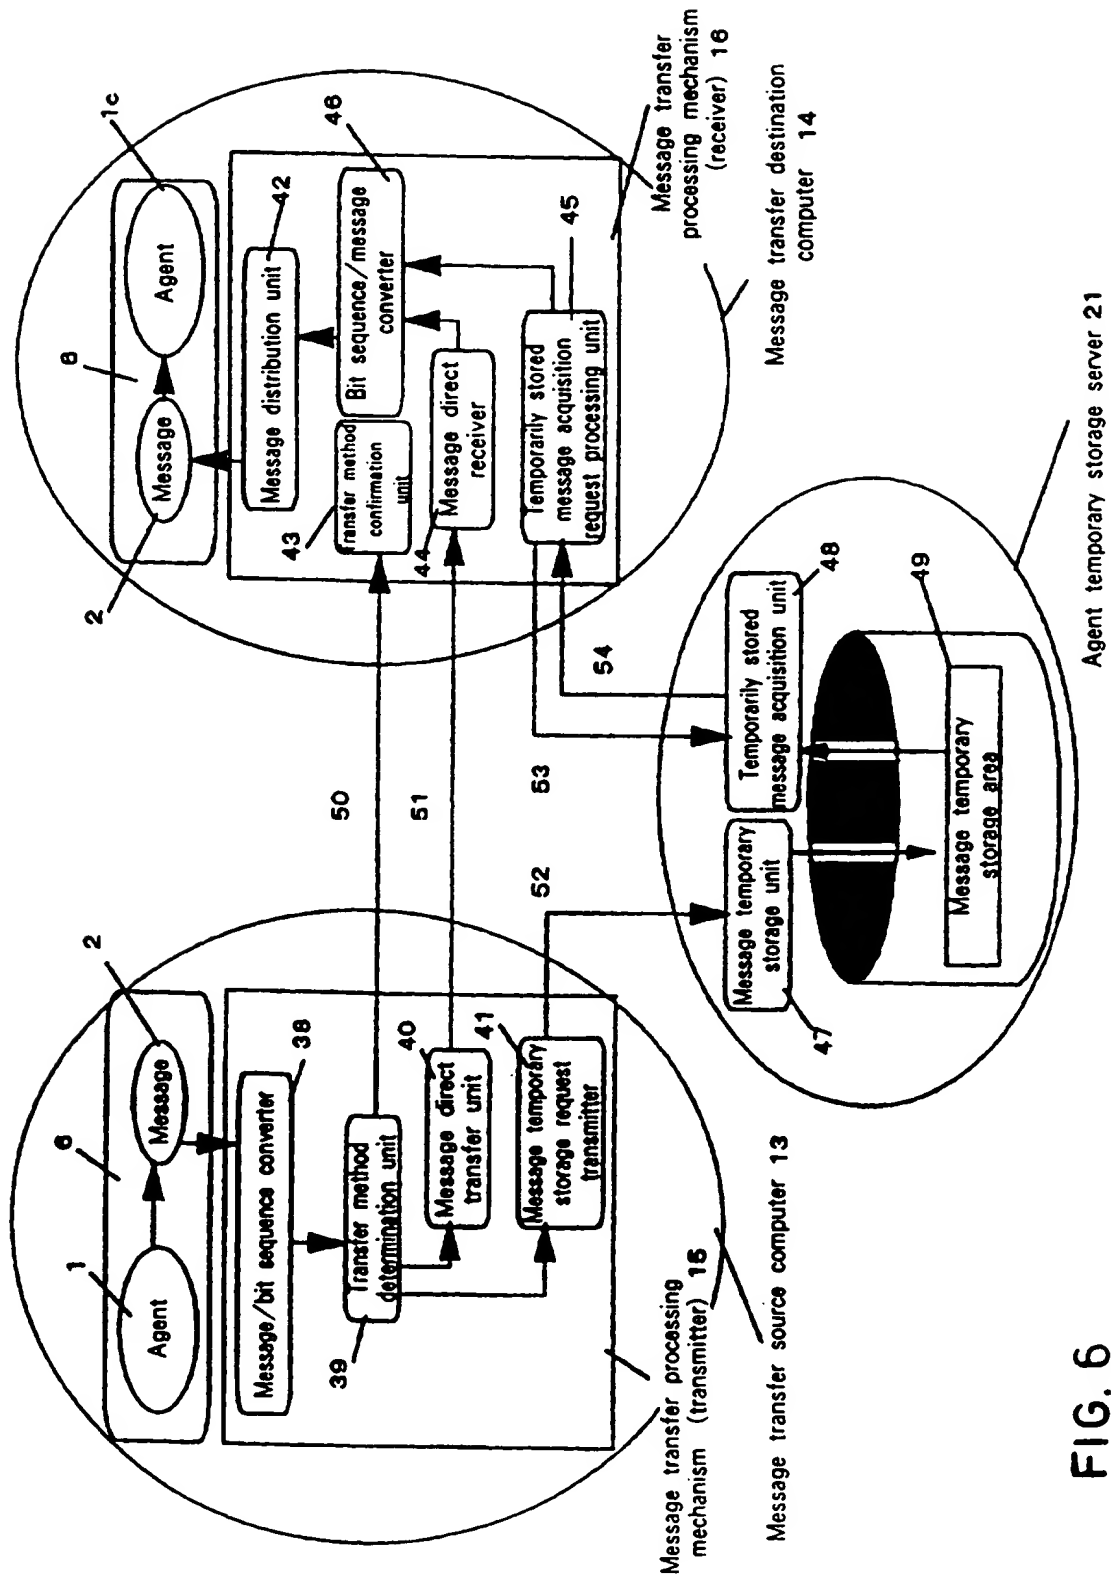 6
1
Agent
2
Message
Message/bit sequence converter
38
Transfer method
determination unit
39
40
Message direct
transfer unit
41
Message temporary
storage request
transmitter
Message transfer processing
mechanism (transmitter) 15
Message transfer source computer 13
50
51
52
53
54
1c
Agent
6
Message
2
Message distribution unit
42
Bit sequence/message
converter
46
43
Transfer method
confirmation
unit
44
Message direct
receiver
45
Temporarily stored
message acquisition
request processing unit
Message transfer
processing mechanism
(receiver) 16
Message transfer destination
computer 14
Message temporary
storage unit
47
Temporarily stored
message acquisition unit
48
49
Message temporary
storage area
Agent temporary storage server 21
FIG. 6